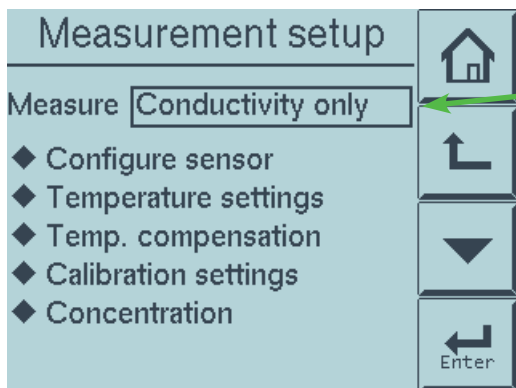 Measurement setup
Measure Conductivity only
Configure sensor
Temperature settings
Temp. compensation
Calibration settings
Concentration
Enter